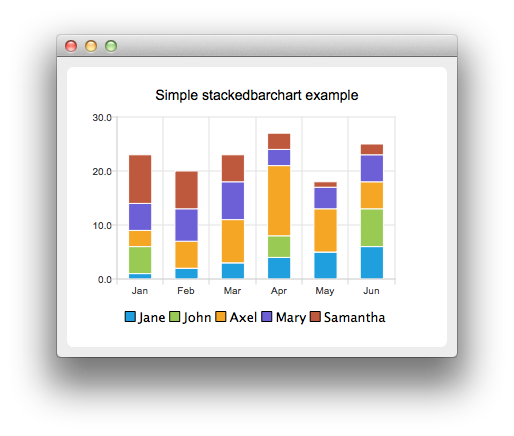 Simple stackedbarchart example
30.0
20.0
10.0
0.0
Jan Feb Mar Apr May Jun
Jane John Axel Mary Samantha